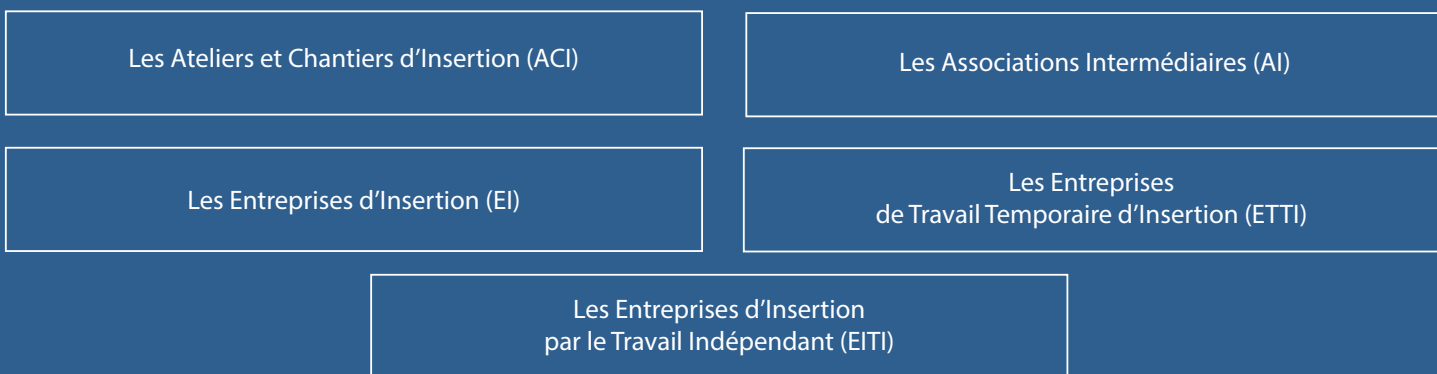 Les Ateliers et Chantiers d’Insertion (ACI)
Les Associations Intermédiaires (AI)
Les Entreprises d’Insertion (EI)
Les Entreprises
de Travail Temporaire d’Insertion (ETTI)
Les Entreprises d’Insertion
par le Travail Indépendant (EITI)